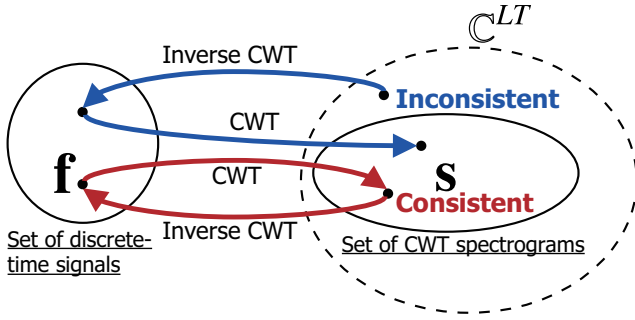 ℂ^{LT}
Inverse CWT
Inconsistent
CWT
f
CWT
s
Consistent
Inverse CWT
Set of discrete-
time signals
Set of CWT spectrograms